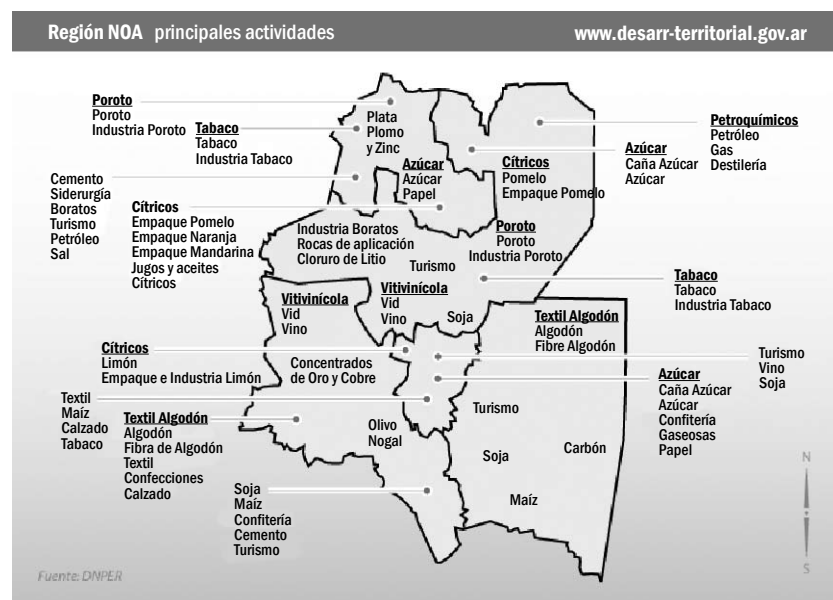 Región NOA principales actividades
www.desarr-territorial.gov.ar
Poroto
Poroto
Industria Poroto
Tabaco
Tabaco
Industria Tabaco
Plata
Plomo
y Zinc
Petroquímicos
Petróleo
Gas
Destilería
Azúcar
Caña Azúcar
Azúcar
Azúcar
Azúcar
Papel
Cítricos
Pomelo
Empaque Pomelo
Cemento
Siderurgía
Boratos
Turismo
Petróleo
Sal
Cítricos
Empaque Pomelo
Empaque Naranja
Empaque Mandarina
Jugos y aceites
Cítricos
Industria Boratos
Rocas de aplicación
Cloruro de Litio
Poroto
Poroto
Industria Poroto
Turismo
Tabaco
Tabaco
Industria Tabaco
Vitivinícola
Vid
Vino
Vitivinícola
Vid
Vino
Soja
Textil Algodón
Algodón
Fibre Algodón
Cítricos
Limón
Empaque e Industria Limón
Concentrados
de Oro y Cobre
Turismo
Vino
Soja
Azúcar
Caña Azúcar
Azúcar
Confitería
Gaseosas
Papel
Textil
Maíz
Calzado
Tabaco
Textil Algodón
Algodón
Fibra de Algodón
Textil
Confecciones
Calzado
Olivo
Nogal
Turismo
Soja
Carbón
Maíz
Soja
Maíz
Confitería
Cemento
Turismo
N
S
Fuente: DNPER